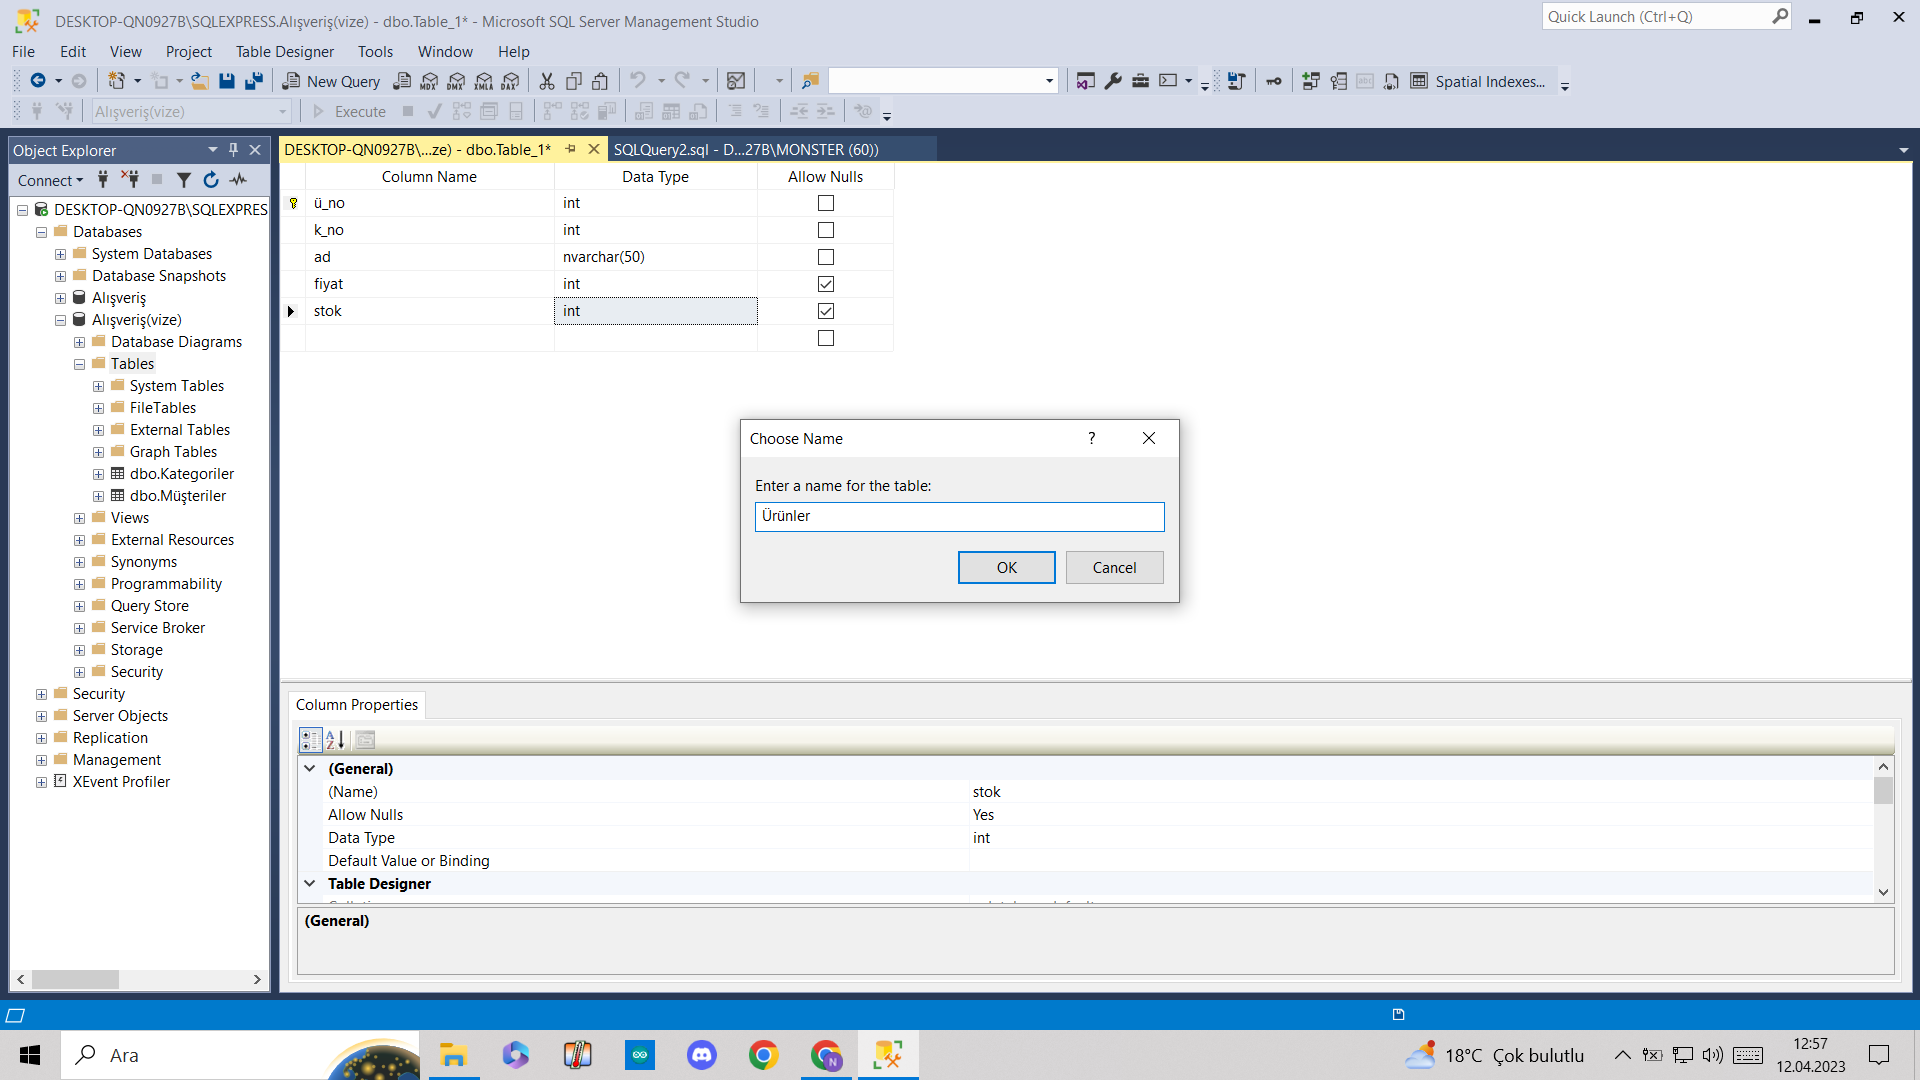 DESKTOP-QN0927B\SQLEXPRESS.Alışveriş(vize) - dbo.Table_1* - Microsoft SQL Server Management Studio
Quick Launch (Ctrl+Q)
File Edit View Project Table Designer Tools Window Help
New Query MDX DMX XMLA DAX Spatial Indexes...
Alışveriş(vize) Execute
Object Explorer
DESKTOP-QN0927B\...ze) - dbo.Table_1*
SQLQuery2.sql - D...27B\MONSTER (60))
Connect
DESKTOP-QN0927B\SQLEXPRES
Databases
System Databases
Database Snapshots
Alışveriş
Alışveriş(vize)
Database Diagrams
Tables
System Tables
FileTables
External Tables
Graph Tables
dbo.Kategoriler
dbo.Müşteriler
Views
External Resources
Synonyms
Programmability
Query Store
Service Broker
Storage
Security
Security
Server Objects
Replication
Management
XEvent Profiler
Column Name Data Type Allow Nulls
ü_no int
k_no int
ad nvarchar(50)
fiyat int
stok int
Choose Name
?
Enter a name for the table:
Ürünler
OK Cancel
Column Properties
(General)
(Name) stok
Allow Nulls Yes
Data Type int
Default Value or Binding
Table Designer
(General)
Ara
N
18°C Çok bulutlu
12:57
12.04.2023